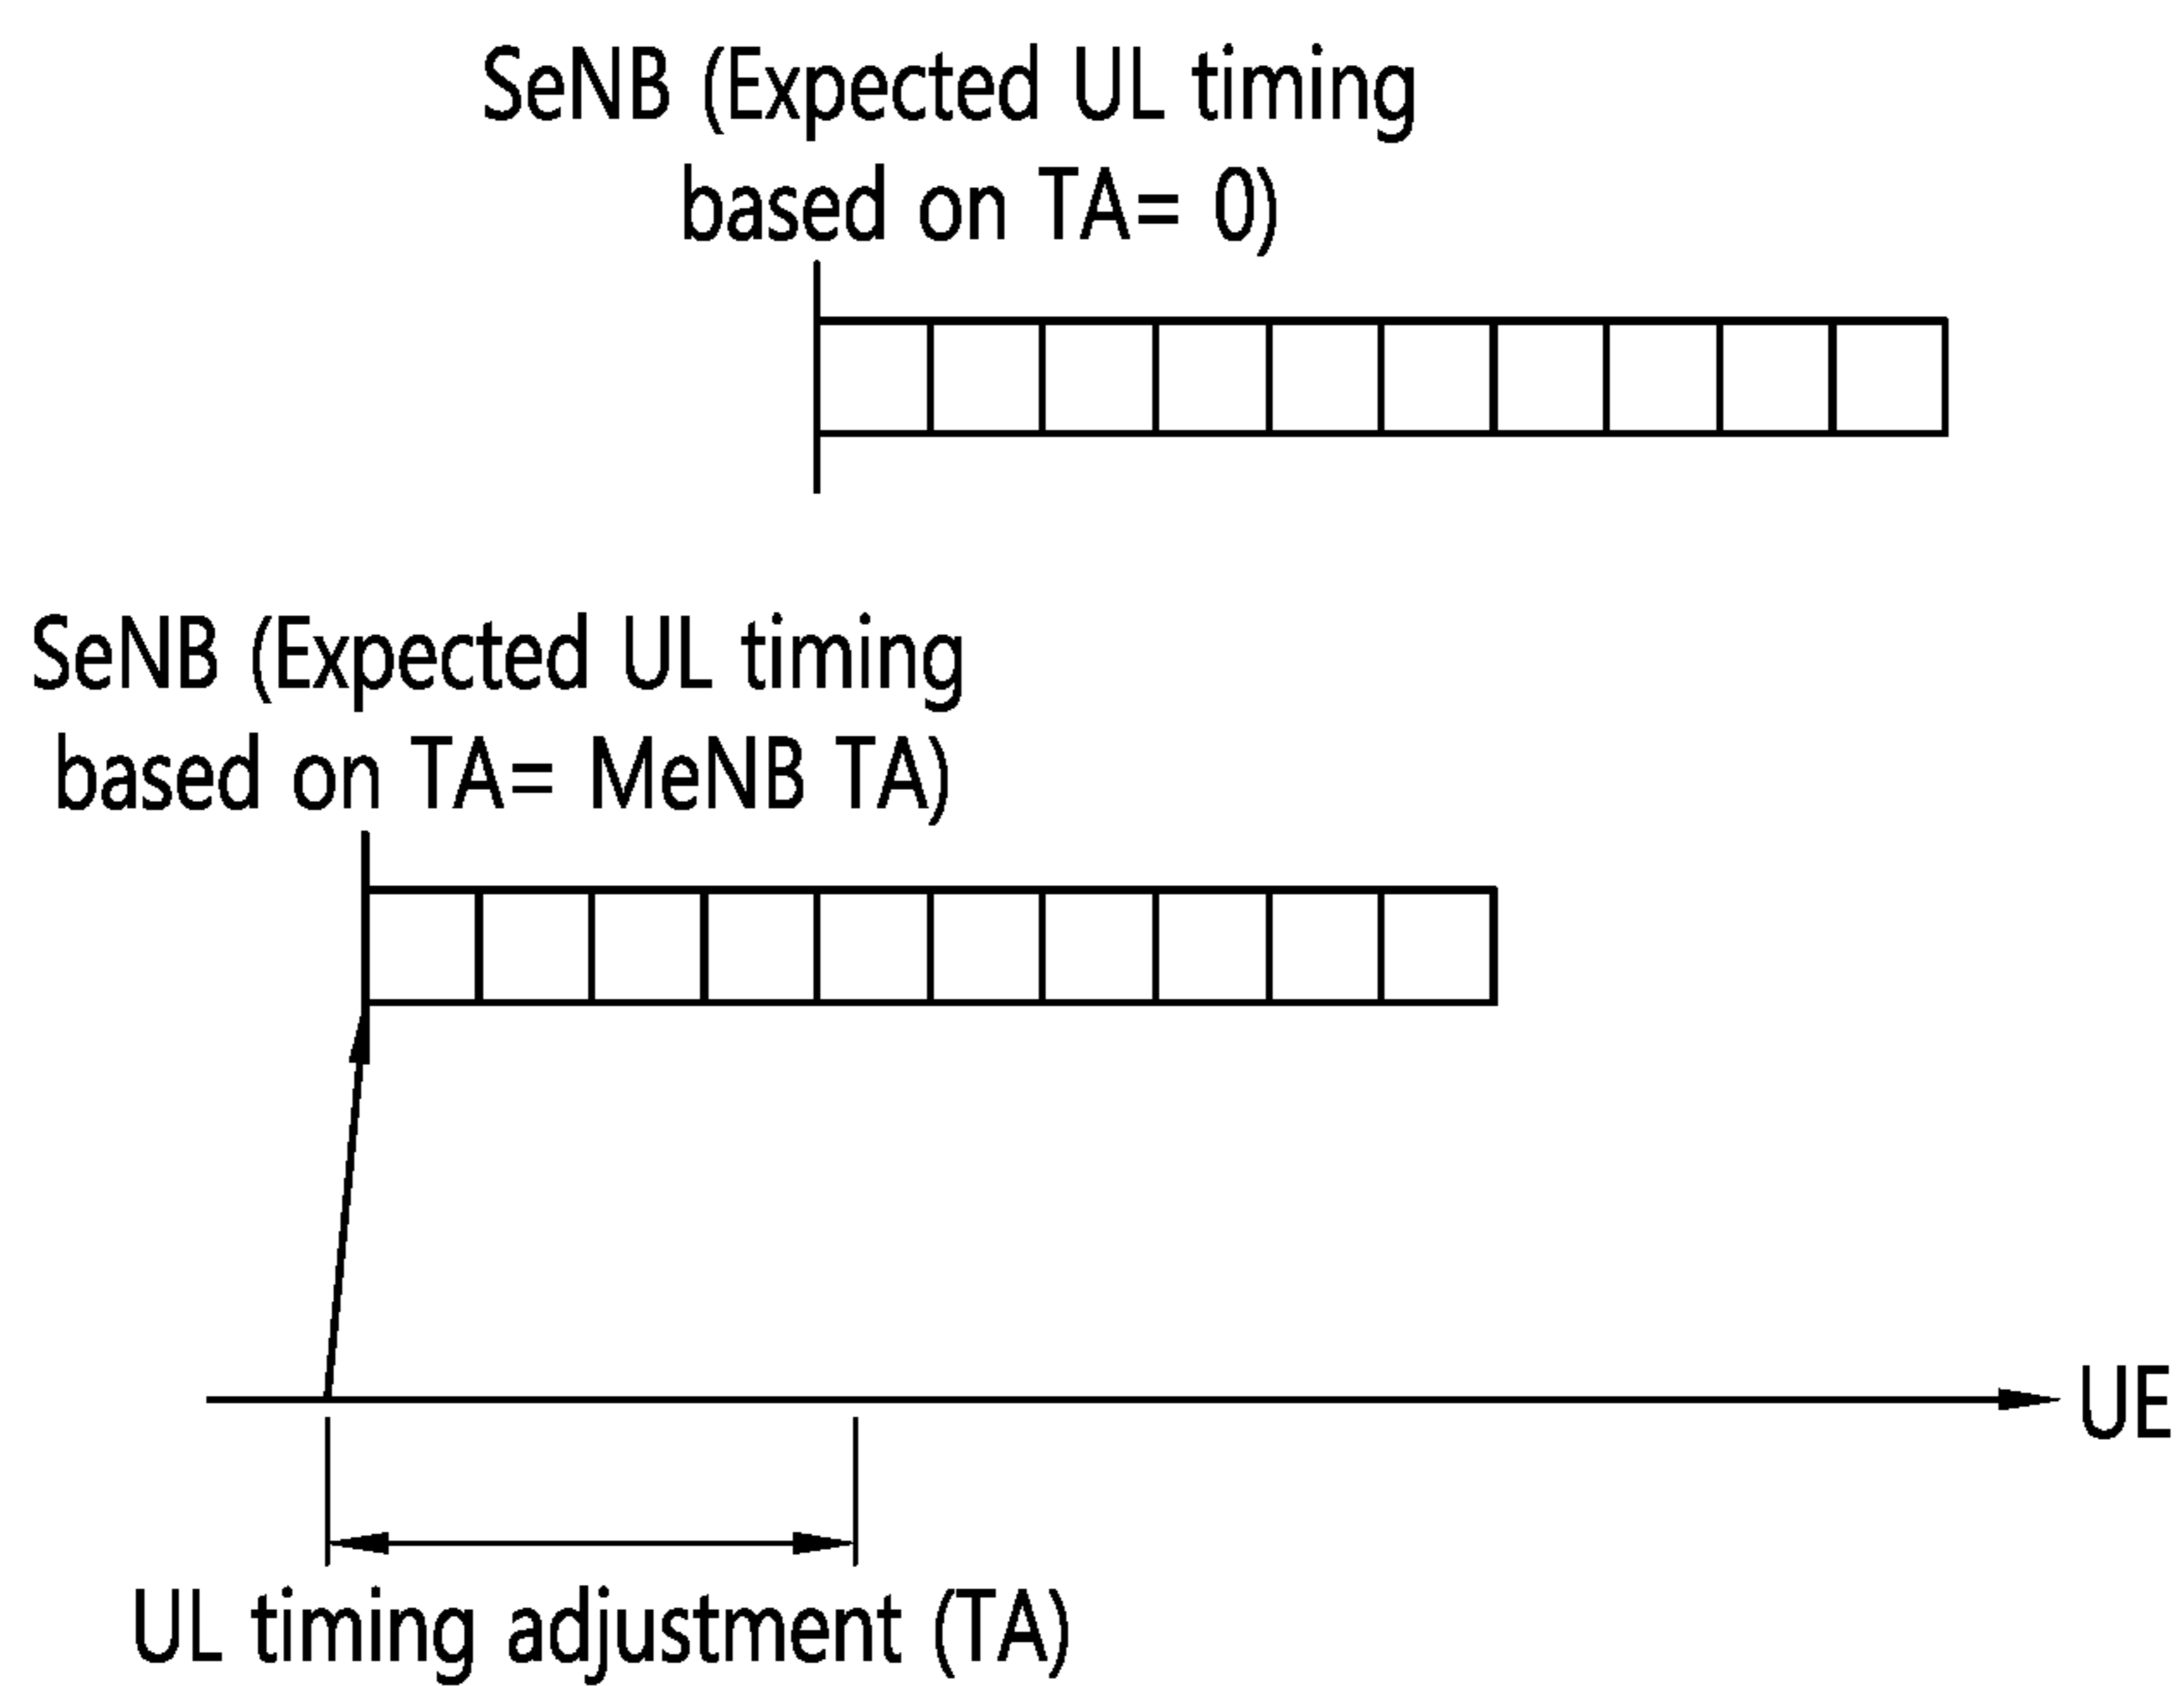 SeNB (Expected UL timing
based on TA= 0)
SeNB (Expected UL timing
based on TA= MeNB TA)
UE
UL timing adjustment (TA)